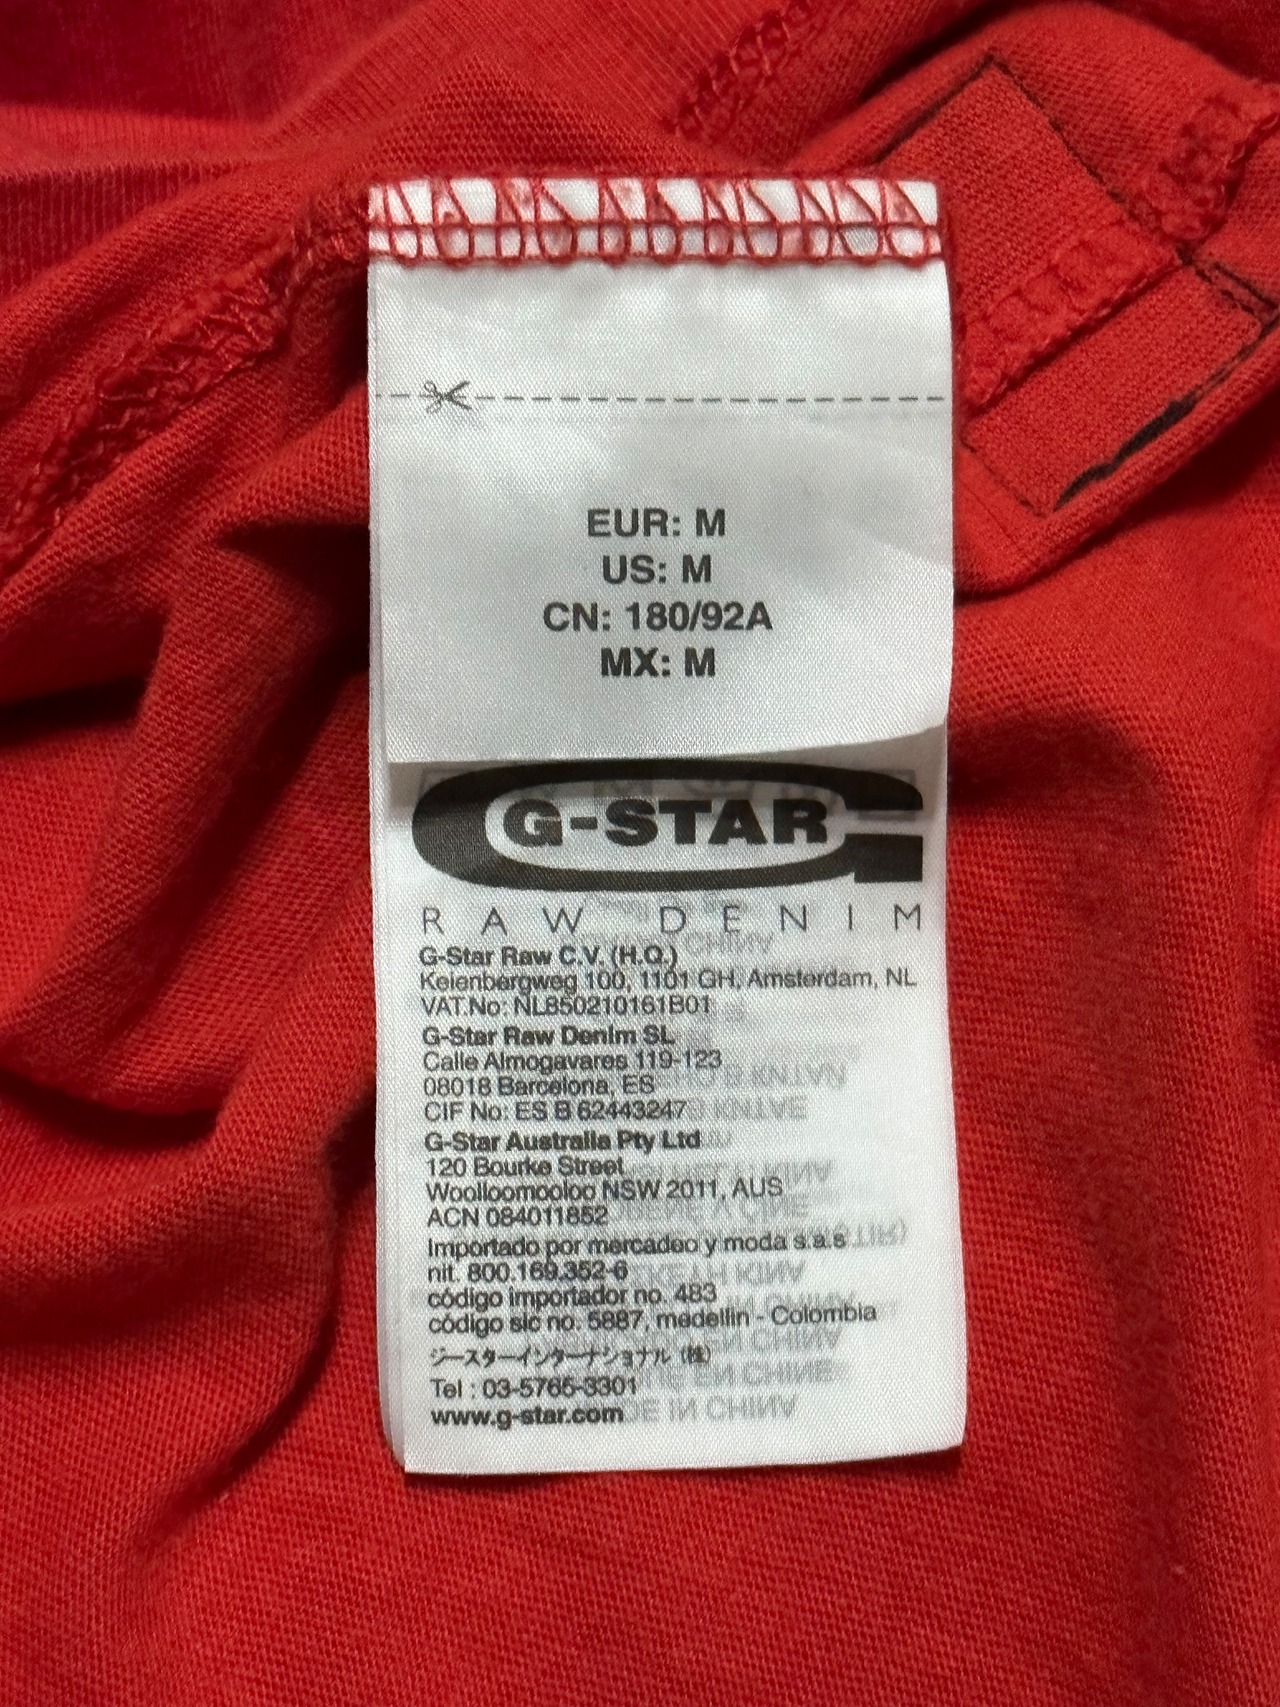 EUR: M
US: M
CN: 180/92A
MX: M
G-STAR
RAW DENIM
G-Star Raw C.V. (H.Q.)
Keienbergweg 100, 1101 GH, Amsterdam, NL
VAT.No: NL850210161B01
G-Star Raw Denim SL
Calle Almogavares 119-123
08018 Barcelona, ES
CIF No: ES B 62443247
G-Star Australia Pty Ltd
120 Bourke Street
Woolloomooloo NSW 2011, AUS
ACN 084011852
Importado por mercadeo y moda s.a.s
nit. 800.169.352-6
código importador no. 483
código sic no. 5887, medellin - Colombia
ジースターインターナショナル (株)
Tel : 03-5765-3301
www.g-star.com